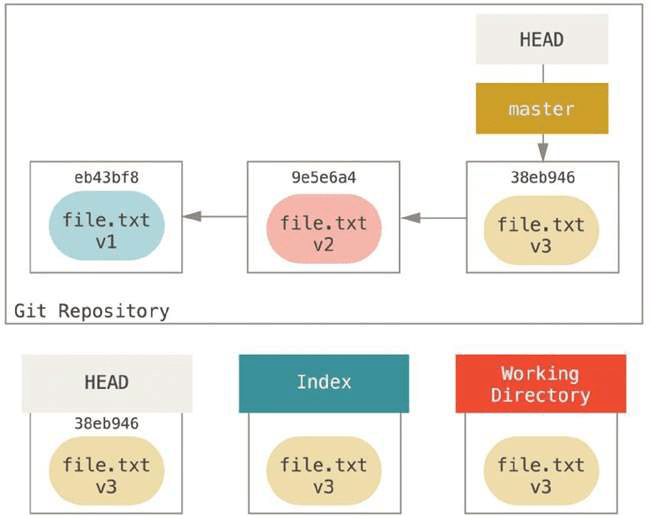 HEAD
master
eb43bf8
9e5e6a4
38eb946
file.txt
v1
file.txt
v2
file.txt
v3
Git Repository
HEAD
Index
Working
Directory
38eb946
file.txt
v3
file.txt
v3
file.txt
v3